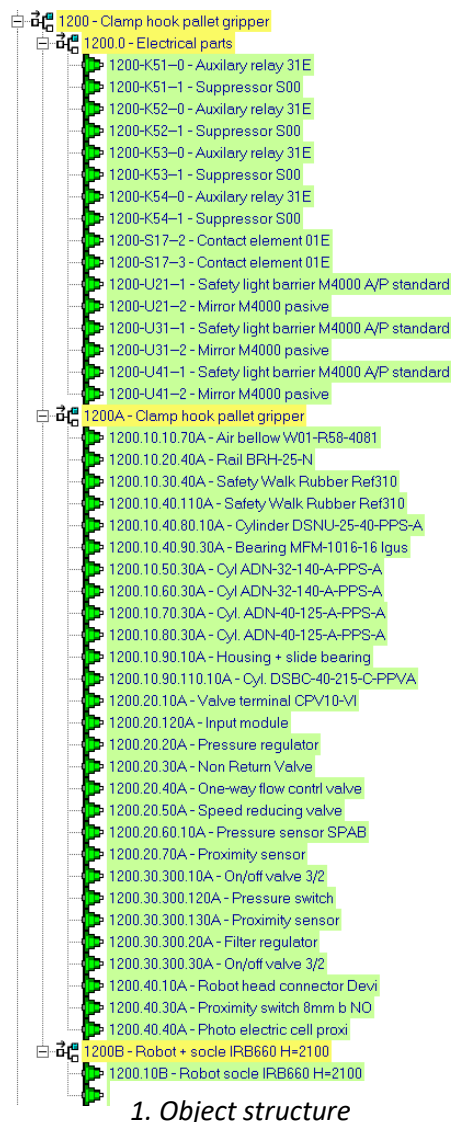 1200 - Clamp hook pallet gripper
1200.0 - Electrical parts
1200-K51--0 - Auxilary relay 31E
1200-K51--1 - Suppressor S00
1200-K52--0 - Auxilary relay 31E
1200-K52--1 - Suppressor S00
1200-K53--0 - Auxilary relay 31E
1200-K53--1 - Suppressor S00
1200-K54--0 - Auxilary relay 31E
1200-K54--1 - Suppressor S00
1200-S17--2 - Contact element 01E
1200-S17--3 - Contact element 01E
1200-U21--1 - Safety light barrier M4000 A/P standard
1200-U21--2 - Mirror M4000 pasive
1200-U31--1 - Safety light barrier M4000 A/P standard
1200-U31--2 - Mirror M4000 pasive
1200-U41--1 - Safety light barrier M4000 A/P standard
1200-U41--2 - Mirror M4000 pasive
1200A - Clamp hook pallet gripper
1200.10.10.70A - Air bellow W01-R58-4081
1200.10.20.40A - Rail BRH-25-N
1200.10.30.40A - Safety Walk Rubber Ref310
1200.10.40.110A - Safety Walk Rubber Ref310
1200.10.40.80.10A - Cylinder DSNU-25-40-PPS-A
1200.10.40.90.30A - Bearing MFM-1016-16 Igus
1200.10.50.30A - Cyl ADN-32-140-A-PPS-A
1200.10.60.30A - Cyl ADN-32-140-A-PPS-A
1200.10.70.30A - Cyl. ADN-40-125-A-PPS-A
1200.10.80.30A - Cyl. ADN-40-125-A-PPS-A
1200.10.90.10A - Housing + slide bearing
1200.10.90.110.10A - Cyl. DSBC-40-215-C-PPVA
1200.20.10A - Valve terminal CPV10-VI
1200.20.120A - Input module
1200.20.20A - Pressure regulator
1200.20.30A - Non Return Valve
1200.20.40A - One-way flow contrl valve
1200.20.50A - Speed reducing valve
1200.20.60.10A - Pressure sensor SPAB
1200.20.70A - Proximity sensor
1200.30.300.10A - On/off valve 3/2
1200.30.300.120A - Pressure switch
1200.30.300.130A - Proximity sensor
1200.30.300.20A - Filter regulator
1200.30.300.30A - On/off valve 3/2
1200.40.10A - Robot head connector Devi
1200.40.30A - Proximity switch 8mm b NO
1200.40.40A - Photo electric cell proxi
1200B - Robot + socle IRB660 H=2100
1200.10B - Robot socle IRB660 H=2100
1. Object structure